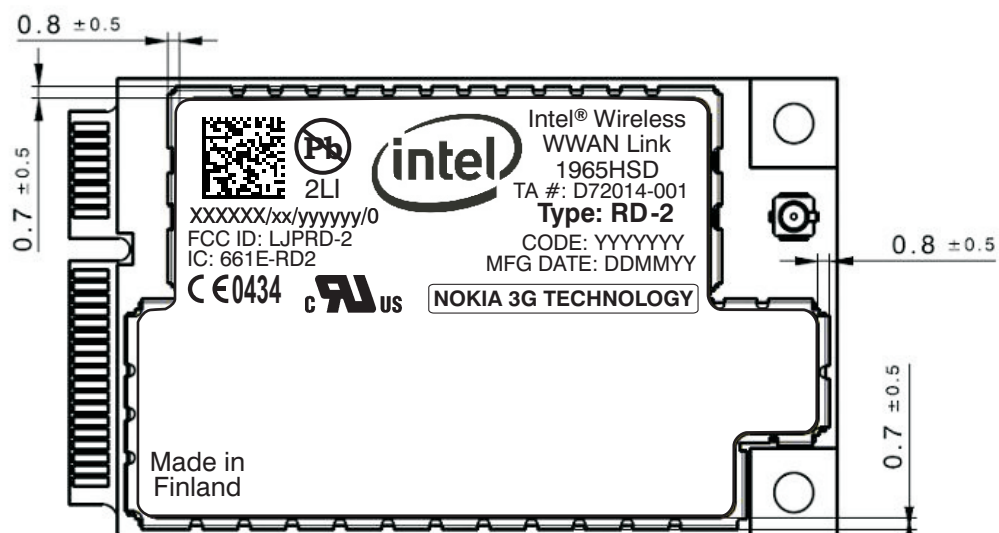 0.8 ±0.5
0.7 ±0.5
Pb
2LI
XXXXXX/xx/yyyyyy/0
FCC ID: LJPRD-2
IC: 661E-RD2
CE0434
c RU US
intel
Intel® Wireless
WWAN Link
1965HSD
TA #: D72014-001
Type: RD-2
CODE: YYYYYYY
MFG DATE: DDMMYY
NOKIA 3G TECHNOLOGY
0.8 ±0.5
0.7 ±0.5
Made in
Finland